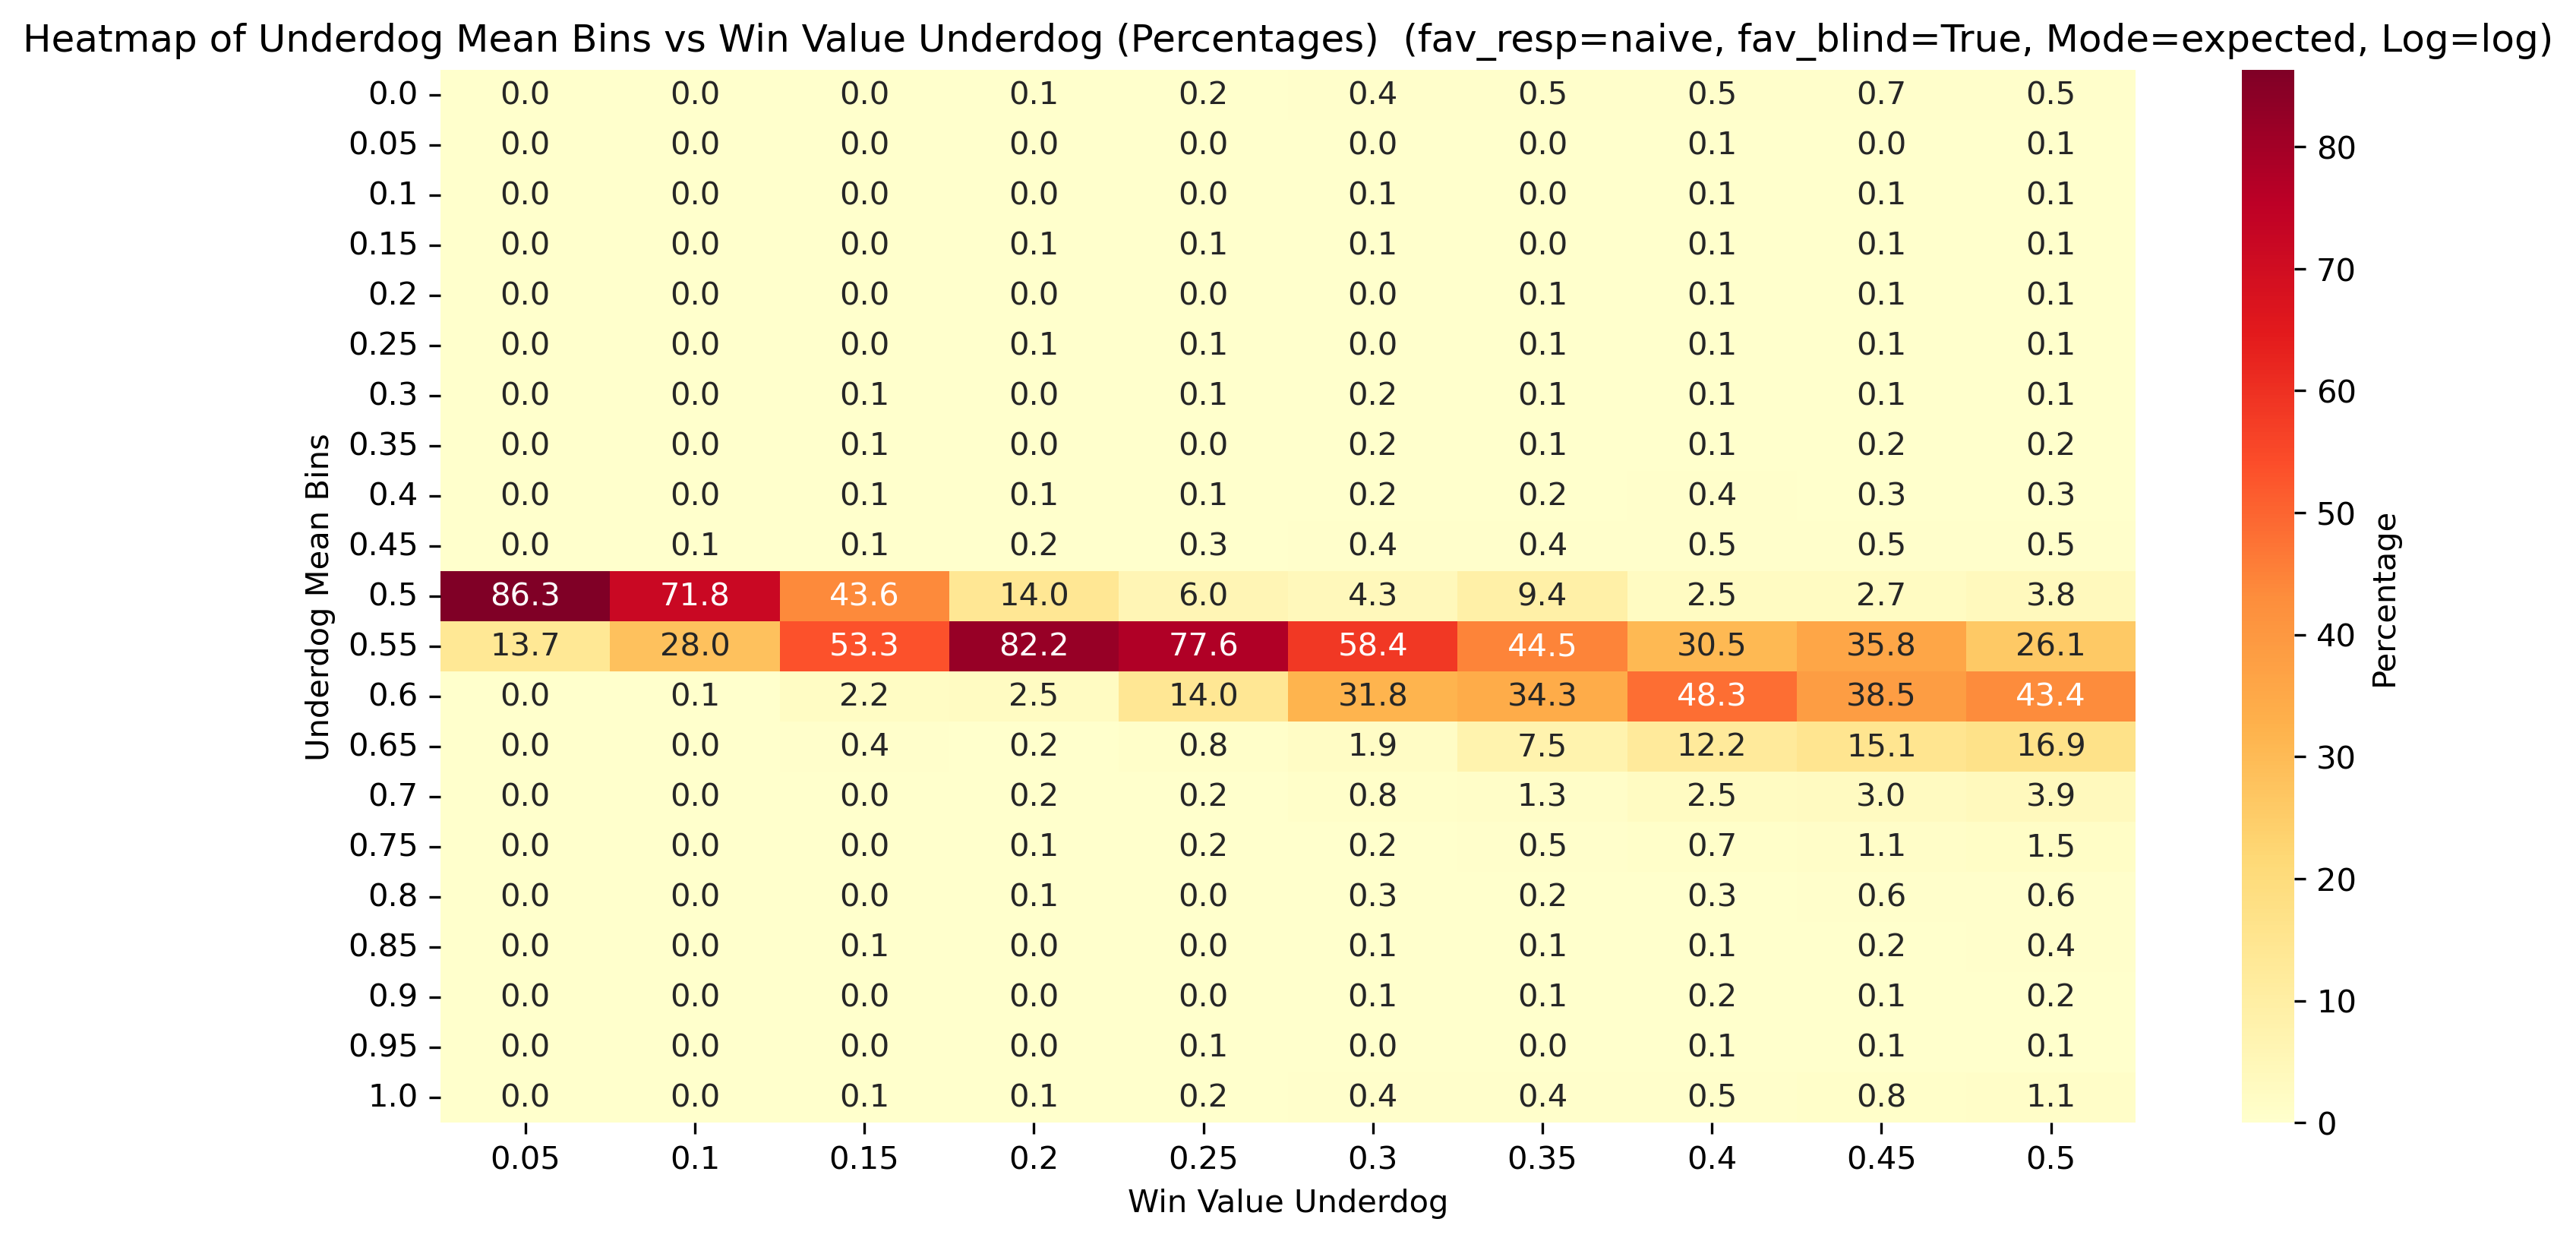 Heatmap of Underdog Mean Bins vs Win Value Underdog (Percentages)  (fav_resp=naive, fav_blind=True, Mode=expected, Log=log)
0.0 0.0 0.0 0.0 0.1 0.2 0.4 0.5 0.5 0.7 0.5
0.05 0.0 0.0 0.0 0.0 0.0 0.0 0.0 0.1 0.0 0.1
0.1 0.0 0.0 0.0 0.0 0.0 0.1 0.0 0.1 0.1 0.1
0.15 0.0 0.0 0.0 0.1 0.1 0.1 0.0 0.1 0.1 0.1
0.2 0.0 0.0 0.0 0.0 0.0 0.0 0.1 0.1 0.1 0.1
0.25 0.0 0.0 0.0 0.1 0.1 0.0 0.1 0.1 0.1 0.1
0.3 0.0 0.0 0.1 0.0 0.1 0.2 0.1 0.1 0.1 0.1
0.35 0.0 0.0 0.1 0.0 0.0 0.2 0.1 0.1 0.2 0.2
0.4 0.0 0.0 0.1 0.1 0.1 0.2 0.2 0.4 0.3 0.3
0.45 0.0 0.1 0.1 0.2 0.3 0.4 0.4 0.5 0.5 0.5
0.5 86.3 71.8 43.6 14.0 6.0 4.3 9.4 2.5 2.7 3.8
0.55 13.7 28.0 53.3 82.2 77.6 58.4 44.5 30.5 35.8 26.1
0.6 0.0 0.1 2.2 2.5 14.0 31.8 34.3 48.3 38.5 43.4
0.65 0.0 0.0 0.4 0.2 0.8 1.9 7.5 12.2 15.1 16.9
0.7 0.0 0.0 0.0 0.2 0.2 0.8 1.3 2.5 3.0 3.9
0.75 0.0 0.0 0.0 0.1 0.2 0.2 0.5 0.7 1.1 1.5
0.8 0.0 0.0 0.0 0.1 0.0 0.3 0.2 0.3 0.6 0.6
0.85 0.0 0.0 0.1 0.0 0.0 0.1 0.1 0.1 0.2 0.4
0.9 0.0 0.0 0.0 0.0 0.0 0.1 0.1 0.2 0.1 0.2
0.95 0.0 0.0 0.0 0.0 0.1 0.0 0.0 0.1 0.1 0.1
1.0 0.0 0.0 0.1 0.1 0.2 0.4 0.4 0.5 0.8 1.1
0.05 0.1 0.15 0.2 0.25 0.3 0.35 0.4 0.45 0.5
Win Value Underdog
Underdog Mean Bins
80
70
60
50
40
30
20
10
0
Percentage